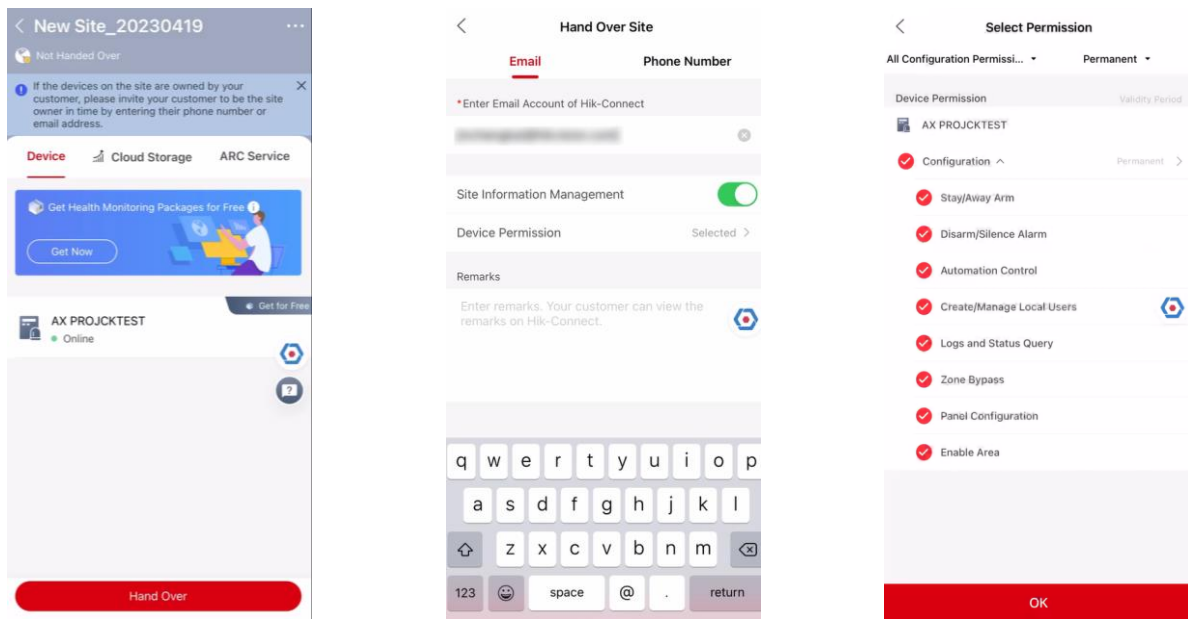 New Site_20230419
Not Handed Over
If the devices on the site are owned by your
customer, please invite your customer to be the site
owner in time by entering their phone number or
email address.
Device
Cloud Storage
ARC Service
Get Health Monitoring Packages for Free
Get Now
Get for Free
AX PROJCKTEST
Online
Hand Over
Hand Over Site
Email
Phone Number
*Enter Email Account of Hik-Connect
Site Information Management
Device Permission
Selected >
Remarks
Enter remarks. Your customer can view the
remarks on Hik-Connect.
q w e r t y u i o p
a s d f g h j k l
z x c v b n m
123 space @ . return
Select Permission
All Configuration Permissi...
Permanent
Device Permission
Validity Period
AX PROJCKTEST
Configuration
Permanent >
Stay/Away Arm
Disarm/Silence Alarm
Automation Control
Create/Manage Local Users
Logs and Status Query
Zone Bypass
Panel Configuration
Enable Area
OK